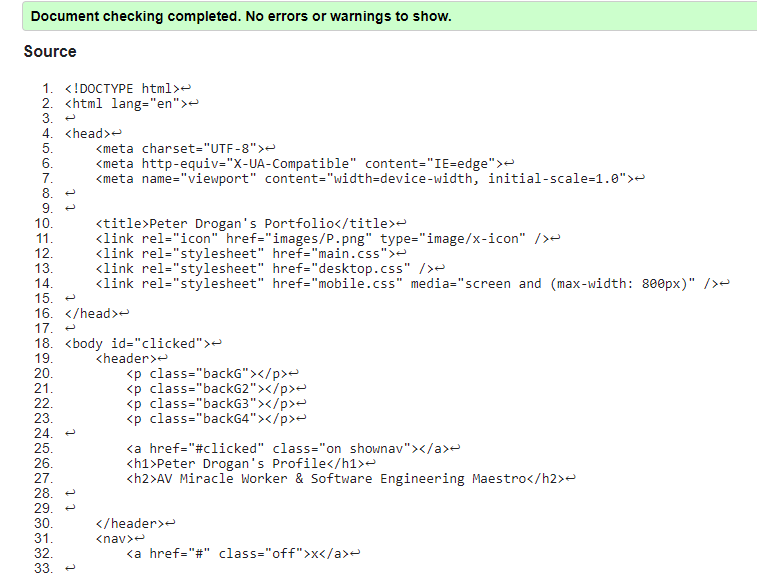 Document checking completed. No errors or warnings to show.
Source
1. <!DOCTYPE html>↩
2. <html lang="en">↩
3. ↩
4. <head>↩
5.     <meta charset="UTF-8">↩
6.     <meta http-equiv="X-UA-Compatible" content="IE=edge">↩
7.     <meta name="viewport" content="width=device-width, initial-scale=1.0">↩
8. ↩
9. ↩
10.     <title>Peter Drogan's Portfolio</title>↩
11.     <link rel="icon" href="images/P.png" type="image/x-icon" />↩
12.     <link rel="stylesheet" href="main.css">↩
13.     <link rel="stylesheet" href="desktop.css" />↩
14.     <link rel="stylesheet" href="mobile.css" media="screen and (max-width: 800px)" />↩
15. ↩
16. </head>↩
17. ↩
18. <body id="clicked">↩
19.     <header>↩
20.         <p class="backG"></p>↩
21.         <p class="backG2"></p>↩
22.         <p class="backG3"></p>↩
23.         <p class="backG4"></p>↩
24. ↩
25.         <a href="#clicked" class="on shownav"></a>↩
26.         <h1>Peter Drogan's Profile</h1>↩
27.         <h2>AV Miracle Worker & Software Engineering Maestro</h2>↩
28. ↩
29. ↩
30.     </header>↩
31.     <nav>↩
32.         <a href="#" class="off">x</a>↩
33. ↩